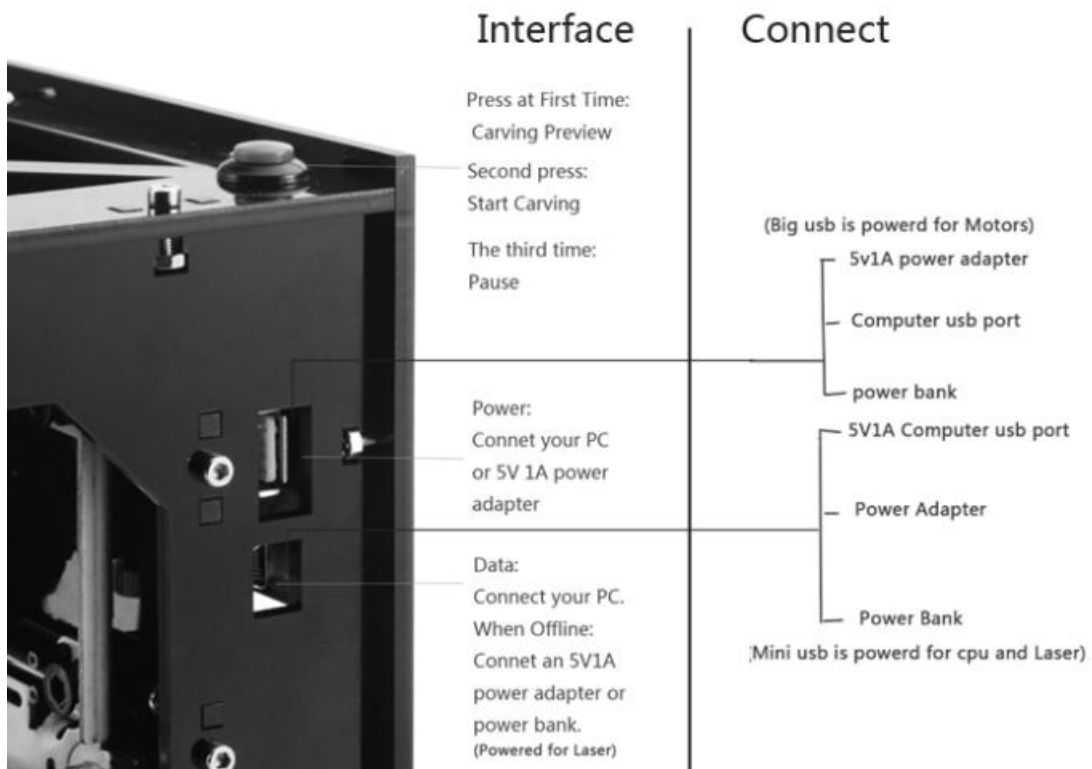 Interface
Connect
Press at First Time:
Carving Preview
Second press:
Start Carving
The third time:
Pause
Power:
Connet your PC
or 5V 1A power
adapter
Data:
Connect your PC.
When Offline:
Connet an 5V1A
power adapter or
power bank.
(Powered for Laser)
(Big usb is powerd for Motors)
5v1A power adapter
Computer usb port
power bank
5V1A Computer usb port
Power Adapter
Power Bank
(Mini usb is powerd for cpu and Laser)